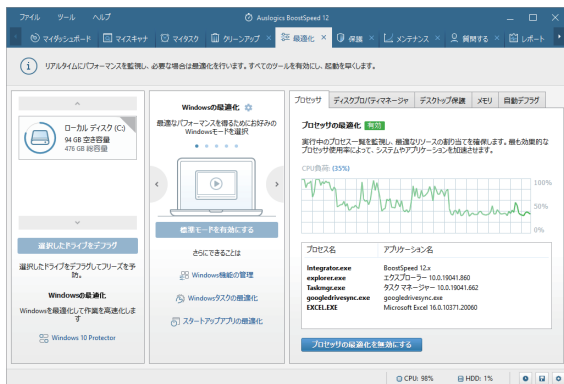 ファイル ツール ヘルプ
Auslogics BoostSpeed 12
マイダッシュボード マイスキャナ マイタスク クリーンアップ 最適化 保護 メンテナンス 質問する レポート
リアルタイムにパフォーマンスを監視し、必要な場合は最適化を行います。すべてのツールを有効にし、起動を早くします。
ローカル ディスク (C:)
94 GB 空き容量
476 GB 総容量
選択したドライブをデフラグ
選択したドライブをデフラグしてフリーズを予
防。
Windowsの最適化
Windowsを最適化して作業を高速化しま
す
Windows 10 Protector
Windowsの最適化
最適なパフォーマンスを得るためにお好みの
Windowsモードを選択
標準モードを有効にする
さらにできることは
Windows機能の管理
Windowsタスクの最適化
スタートアップアプリの最適化
プロセッサ ディスクプロパティマネージャ デスクトップ保護 メモリ 自動デフラグ
プロセッサの最適化 有効
実行中のプロセス一覧を監視し、最適なリソースの割り当てを確保します。最も効果的な
プロセッサ使用率によって、システムやアプリケーションを加速させます。
CPU負荷: (35%)
100%
50%
0%
プロセス名 アプリケーション名
Integrator.exe BoostSpeed 12.x
explorer.exe エクスプローラー 10.0.19041.860
Taskmgr.exe タスク マネージャー 10.0.19041.662
googledrivesync.exe googledrivesync.exe
EXCEL.EXE Microsoft Excel 16.0.10371.20060
プロセッサの最適化を無効にする
CPU: 98% HDD: 1%